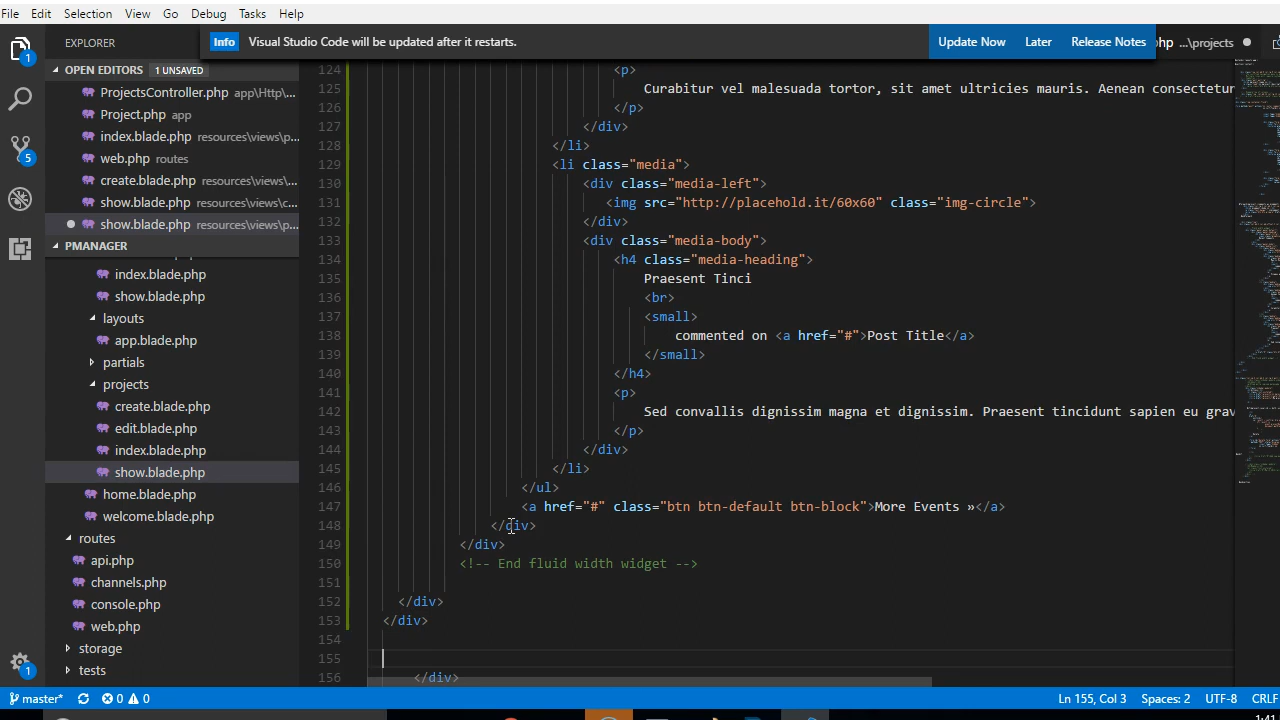 File Edit Selection View Go Debug Tasks Help
Info Visual Studio Code will be updated after it restarts. Update Now Later Release Notes
hp ...\projects
1
EXPLORER
OPEN EDITORS 1 UNSAVED
ProjectsController.php app\Http\...
Project.php app
index.blade.php resources\views\p...
web.php routes
create.blade.php resources\views\...
show.blade.php resources\views\c...
show.blade.php resources\views\p...
PMANAGER
index.blade.php
show.blade.php
layouts
app.blade.php
partials
projects
create.blade.php
edit.blade.php
index.blade.php
show.blade.php
home.blade.php
welcome.blade.php
routes
api.php
channels.php
console.php
web.php
storage
tests
5
1
124 <p>
125 Curabitur vel malesuada tortor, sit amet ultricies mauris. Aenean consectetur
126 </p>
127 </div>
128 </li>
129 <li class="media">
130 <div class="media-left">
131 <img src="http://placehold.it/60x60" class="img-circle">
132 </div>
133 <div class="media-body">
134 <h4 class="media-heading">
135 Praesent Tinci
136 <br>
137 <small>
138 commented on <a href="#">Post Title</a>
139 </small>
140 </h4>
141 <p>
142 Sed convallis dignissim magna et dignissim. Praesent tincidunt sapien eu grav
143 </p>
144 </div>
145 </li>
146 </ul>
147 <a href="#" class="btn btn-default btn-block">More Events »</a>
148 </div>
149 </div>
150 <!-- End fluid width widget -->
151
152 </div>
153 </div>
154
155
156 </div>
master* 0 0 Ln 155, Col 3 Spaces: 2 UTF-8 CRLF